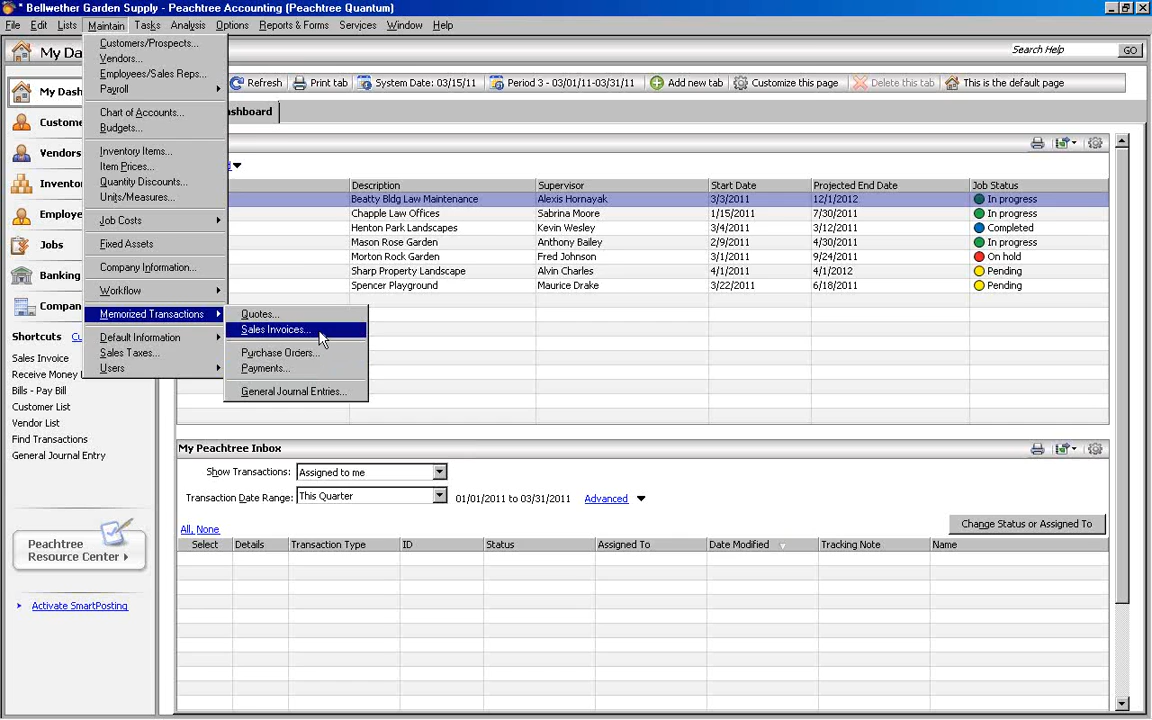 * Bellwether Garden Supply - Peachtree Accounting (Peachtree Quantum)
File Edit Lists Maintain Tasks Analysis Options Reports & Forms Services Window Help
My Da
Search Help GO
Refresh Print tab System Date: 03/15/11 Period 3 - 03/01/11-03/31/11 Add new tab Customize this page Delete this tab This is the default page
My Dash
Custome
Vendors
Invento
Employe
Jobs
Banking
Compan
Shortcuts Cu
Sales Invoice
Receive Money
Bills - Pay Bill
Customer List
Vendor List
Find Transactions
General Journal Entry
Peachtree
Resource Center
Activate SmartPosting
Customers/Prospects...
Vendors...
Employees/Sales Reps...
Payroll
Chart of Accounts...
Budgets...
Inventory Items...
Item Prices...
Quantity Discounts...
Units/Measures...
Job Costs
Fixed Assets
Company Information...
Workflow
Memorized Transactions
Default Information
Sales Taxes...
Users
Quotes...
Sales Invoices...
Purchase Orders...
Payments...
General Journal Entries...
ashboard
Description Supervisor Start Date Projected End Date Job Status
Beatty Bldg Law Maintenance Alexis Hornayak 3/3/2011 12/1/2012 In progress
Chapple Law Offices Sabrina Moore 1/15/2011 7/30/2011 In progress
Henton Park Landscapes Kevin Wesley 3/4/2011 3/12/2011 Completed
Mason Rose Garden Anthony Bailey 2/9/2011 4/30/2011 In progress
Morton Rock Garden Fred Johnson 3/1/2011 9/24/2011 On hold
Sharp Property Landscape Alvin Charles 4/1/2011 4/1/2012 Pending
Spencer Playground Maurice Drake 3/22/2011 6/18/2011 Pending
My Peachtree Inbox
Show Transactions: Assigned to me
Transaction Date Range: This Quarter 01/01/2011 to 03/31/2011 Advanced
All, None
Change Status or Assigned To
Select Details Transaction Type ID Status Assigned To Date Modified Tracking Note Name